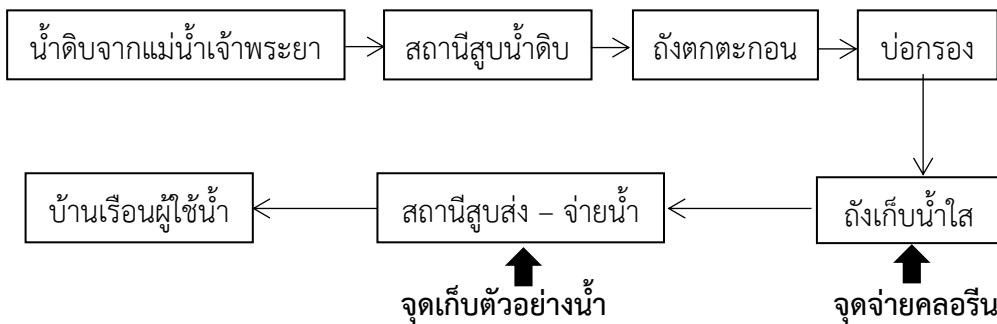 น้ำดิบจากแม่น้ำเจ้าพระยา
สถานีสูบน้ำดิบ
ถังตกตะกอน
บ่อกรอง
ถังเก็บน้ำใส
สถานีสูบส่ง – จ่ายน้ำ
บ้านเรือนผู้ใช้น้ำ
จุดเก็บตัวอย่างน้ำ
จุดจ่ายคลอรีน